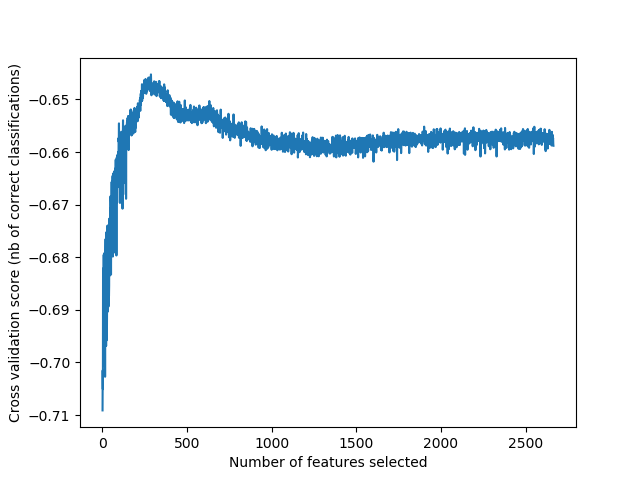 Cross validation score (nb of correct classifications)
−0.65
−0.66
−0.67
−0.68
−0.69
−0.70
−0.71
0 500 1000 1500 2000 2500
Number of features selected